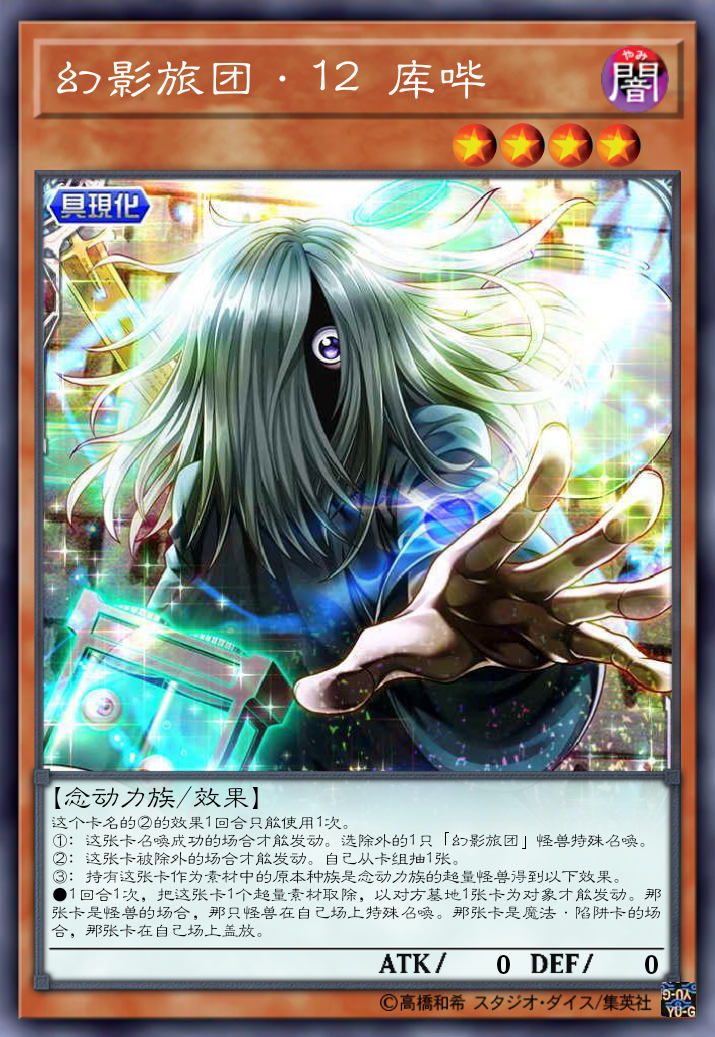 幻影旅团·12 库哔
やみ
闇
具現化
【念动力族/效果】
这个卡名的②的效果1回合只能使用1次。
①：这张卡召唤成功的场合才能发动。选除外的1只「幻影旅团」怪兽特殊召唤。
②：这张卡被除外的场合才能发动。自己从卡组抽1张。
③：持有这张卡作为素材中的原本种族是念动力族的超量怪兽得到以下效果。
●1回合1次，把这张卡1个超量素材取除，以对方墓地1张卡为对象才能发动。那
张卡是怪兽的场合，那只怪兽在自己场上特殊召唤。那张卡是魔法·陷阱卡的场
合，那张卡在自己场上盖放。
ATK/ 0 DEF/ 0
©高橋和希 スタジオ・ダイス/集英社
YU-G
YU-G